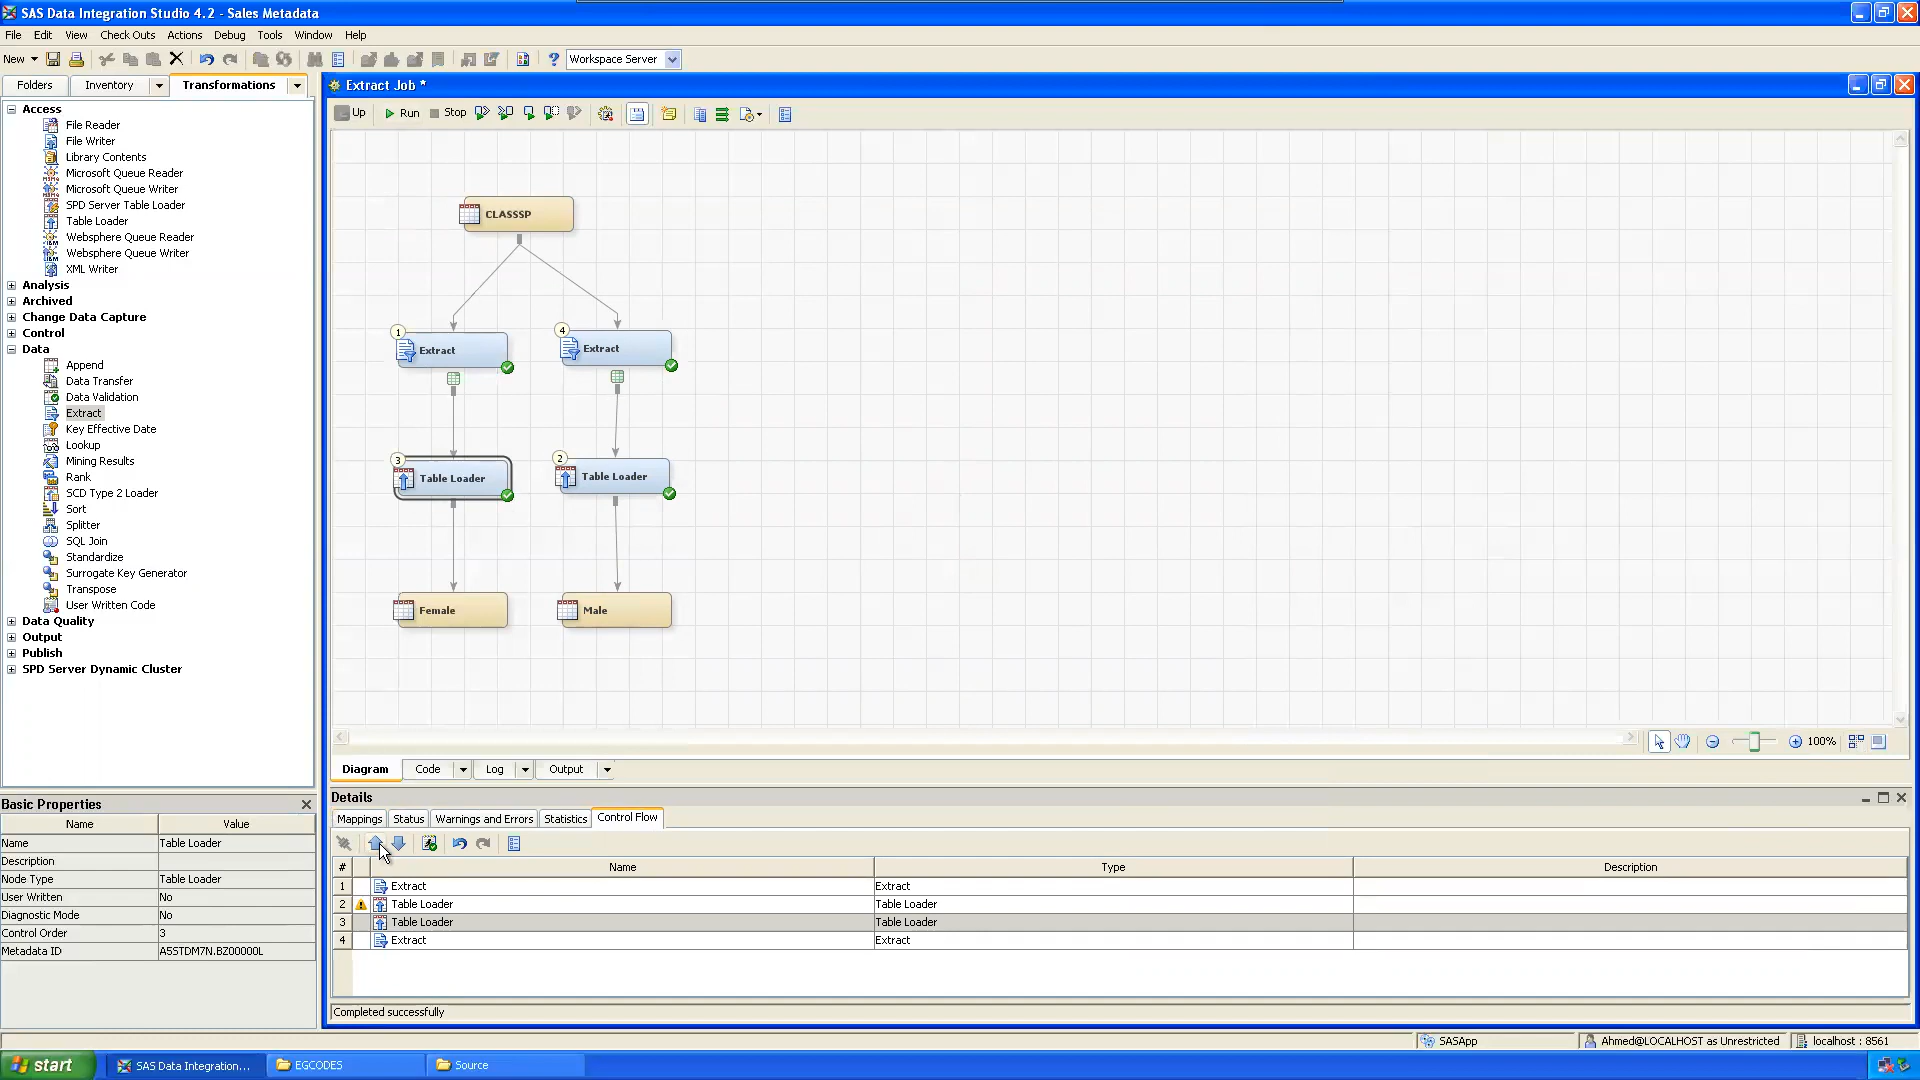 SAS Data Integration Studio 4.2 - Sales Metadata
File Edit View Check Outs Actions Debug Tools Window Help
New Workspace Server
Folders Inventory Transformations
Access
File Reader
File Writer
Library Contents
Microsoft Queue Reader
Microsoft Queue Writer
SPD Server Table Loader
Table Loader
Websphere Queue Reader
Websphere Queue Writer
XML Writer
Analysis
Archived
Change Data Capture
Control
Data
Append
Data Transfer
Data Validation
Extract
Key Effective Date
Lookup
Mining Results
Rank
SCD Type 2 Loader
Sort
Splitter
SQL Join
Standardize
Surrogate Key Generator
Transpose
User Written Code
Data Quality
Output
Publish
SPD Server Dynamic Cluster
Basic Properties
Name Value
Name Table Loader
Description
Node Type Table Loader
User Written No
Diagnostic Mode No
Control Order 3
Metadata ID A5STDM7N.BZ00000L
Extract Job *
Up Run Stop
CLASSSP
1 Extract
4 Extract
3 Table Loader
2 Table Loader
Female
Male
100%
Diagram Code Log Output
Details
Mappings Status Warnings and Errors Statistics Control Flow
# Name Type Description
1 Extract Extract
2 Table Loader Table Loader
3 Table Loader Table Loader
4 Extract Extract
Completed successfully
SASApp Ahmed@LOCALHOST as Unrestricted localhost : 8561
start SAS Data Integration... EGCODES Source